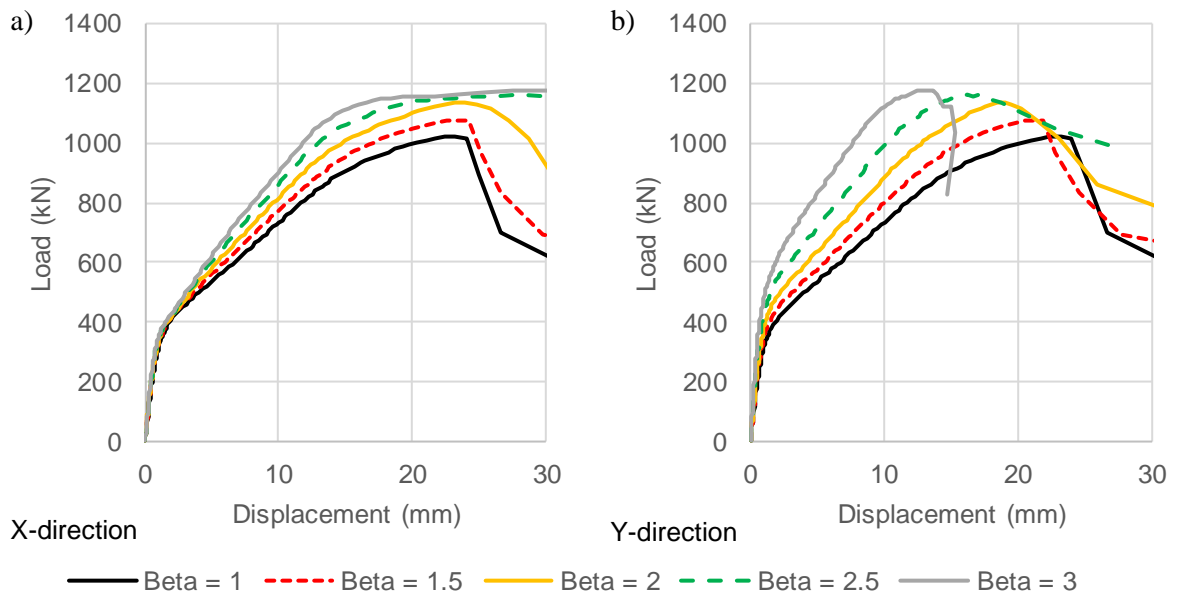 a)
1400
1200
1000
800
600
400
200
0
Load (kN)
0 10 20 30
Displacement (mm)
X-direction
b)
1400
1200
1000
800
600
400
200
0
Load (kN)
0 10 20 30
Displacement (mm)
Y-direction
Beta = 1 Beta = 1.5 Beta = 2 Beta = 2.5 Beta = 3